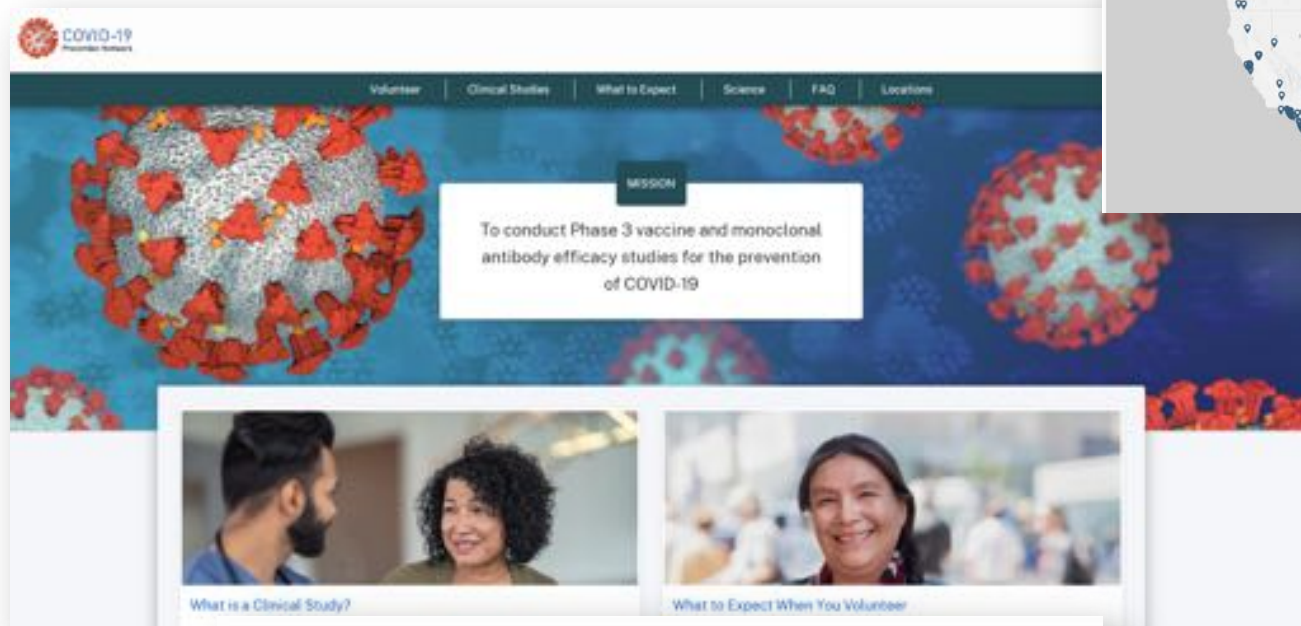 COVID-19
Prevention Network
Volunteer
Clinical Studies
What to Expect
Science
FAQ
Locations
MISSION
To conduct Phase 3 vaccine and monoclonal
antibody efficacy studies for the prevention
of COVID-19
What is a Clinical Study?
What to Expect When You Volunteer